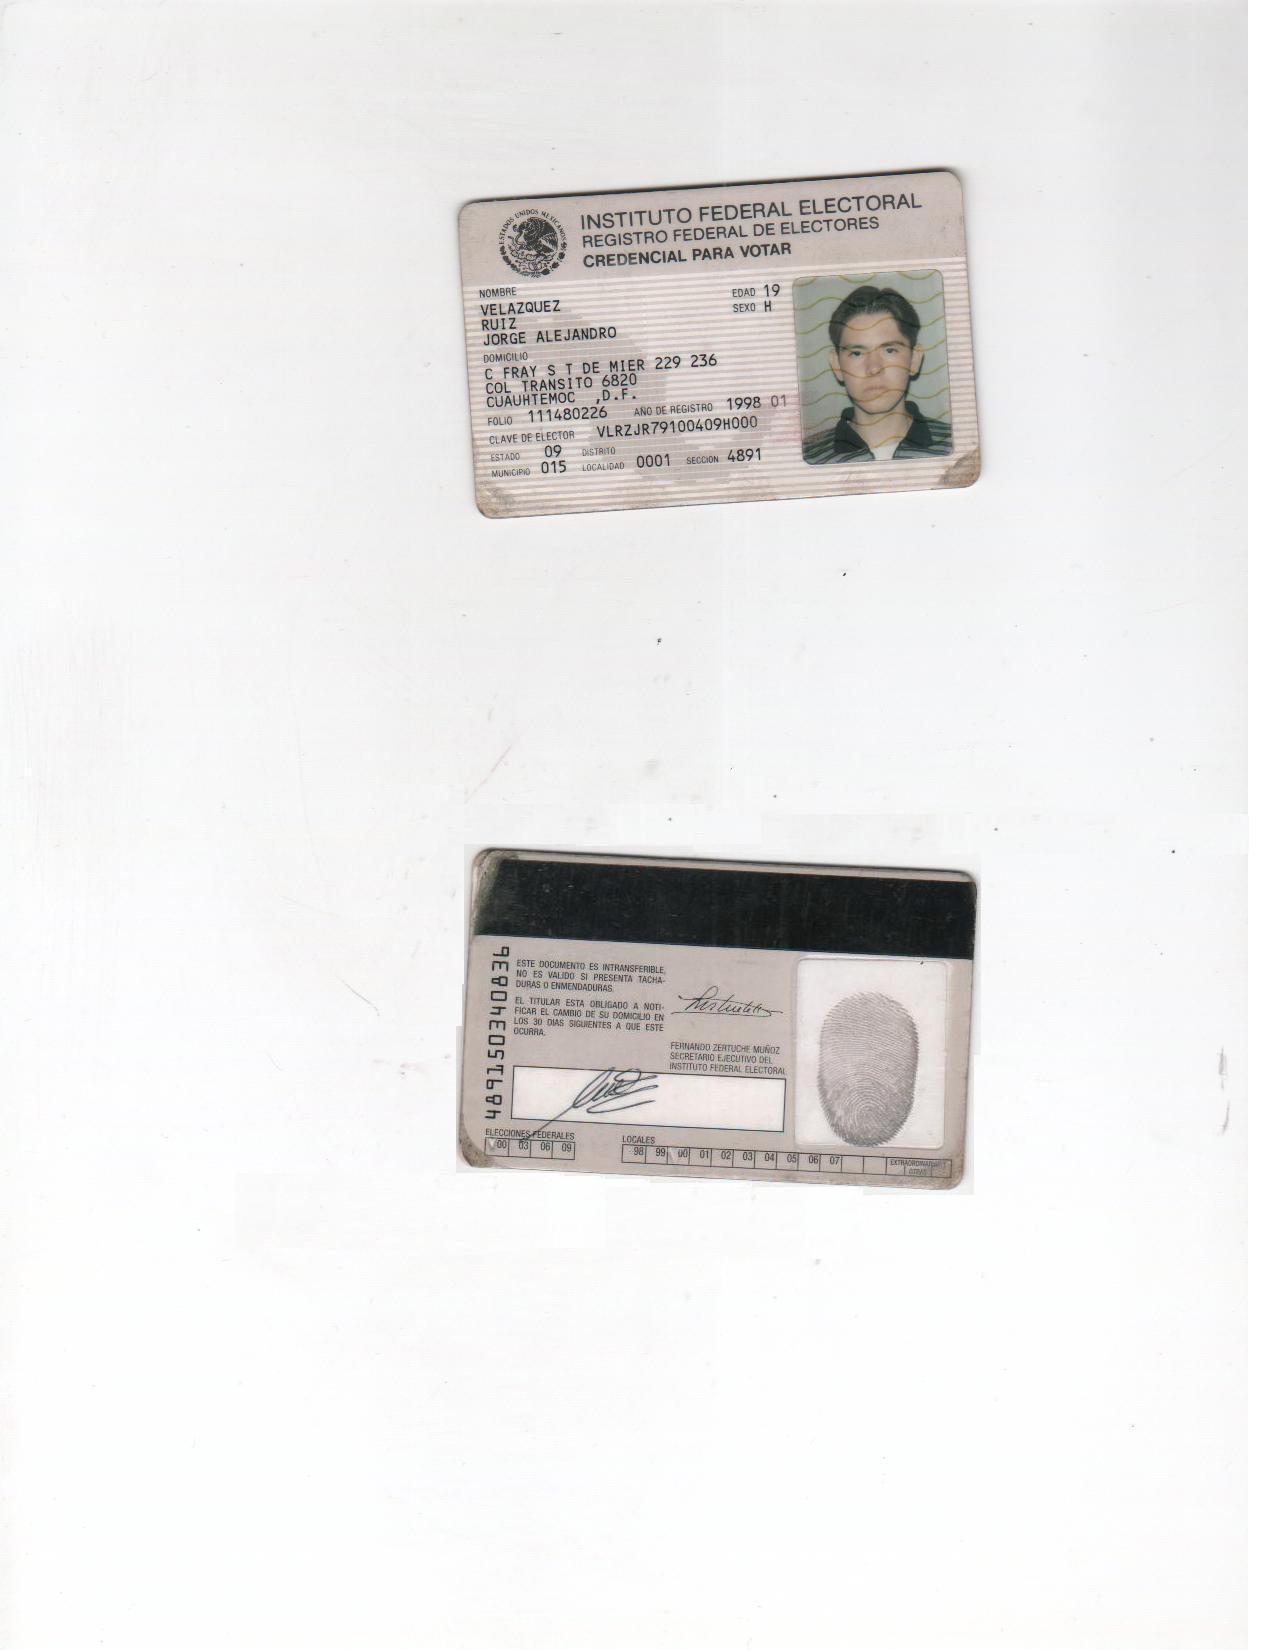 ESTADOS UNIDOS MEXICANOS
INSTITUTO FEDERAL ELECTORAL
REGISTRO FEDERAL DE ELECTORES
CREDENCIAL PARA VOTAR
NOMBRE
VELAZQUEZ
RUIZ
JORGE ALEJANDRO
EDAD 19
SEXO H
DOMICILIO
C FRAY S T DE MIER 229 236
COL TRANSITO 6820
CUAUHTEMOC ,D.F.
FOLIO 111480226 AÑO DE REGISTRO 1998 01
CLAVE DE ELECTOR VLRZJR79100409H000
ESTADO 09 DISTRITO
MUNICIPIO 015 LOCALIDAD 0001 SECCION 4891
4891503403836
ESTE DOCUMENTO ES INTRANSFERIBLE,
NO ES VALIDO SI PRESENTA TACHA-
DURAS O ENMENDADURAS.
EL TITULAR ESTA OBLIGADO A NOTI-
FICAR EL CAMBIO DE SU DOMICILIO EN
LOS 30 DIAS SIGUIENTES A QUE ESTE
OCURRA.
FERNANDO ZERTUCHE MUÑOZ
SECRETARIO EJECUTIVO DEL
INSTITUTO FEDERAL ELECTORAL
ELECCIONES FEDERALES
00 03 06 09
LOCALES
98 99 00 01 02 03 04 05 06 07
EXTRAORDINARIAS
OTRAS